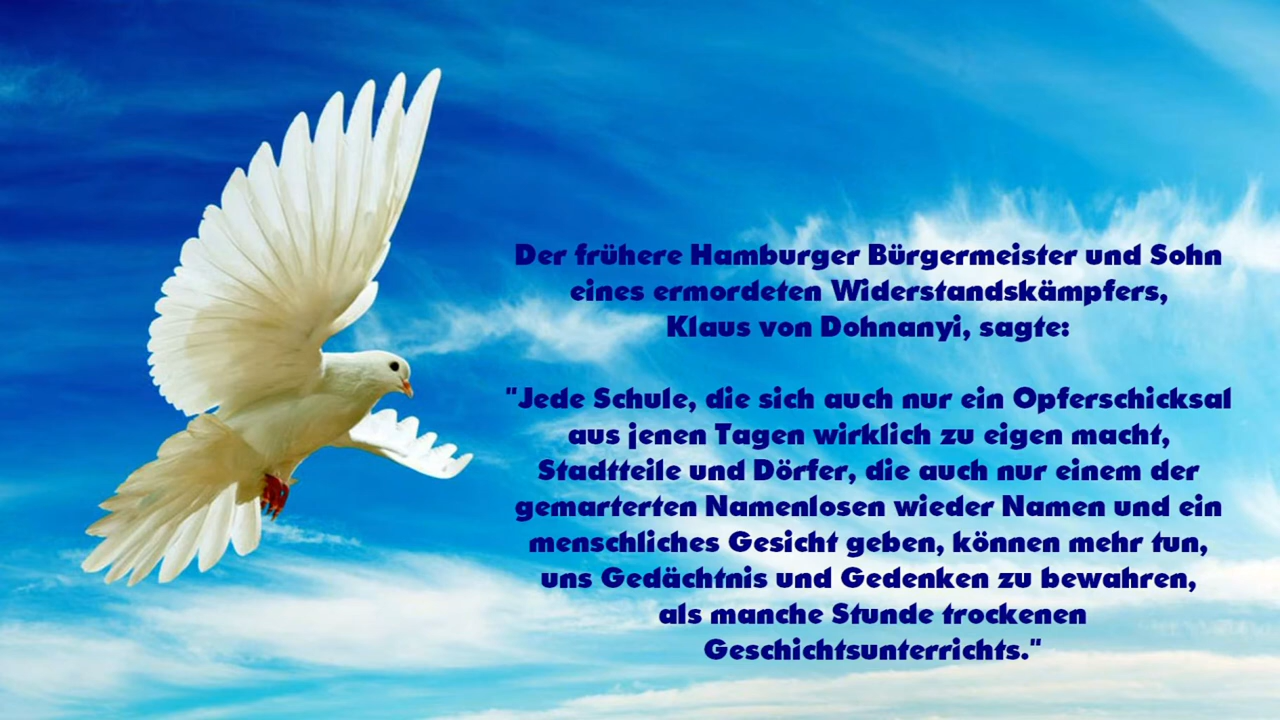 Der frühere Hamburger Bürgermeister und Sohn
eines ermordeten Widerstandskämpfers,
Klaus von Dohnanyi, sagte:
"Jede Schule, die sich auch nur ein Opferschicksal
aus jenen Tagen wirklich zu eigen macht,
Stadtteile und Dörfer, die auch nur einem der
gemarterten Namenlosen wieder Namen und ein
menschliches Gesicht geben, können mehr tun,
uns Gedächtnis und Gedenken zu bewahren,
als manche Stunde trockenen
Geschichtsunterrichts."